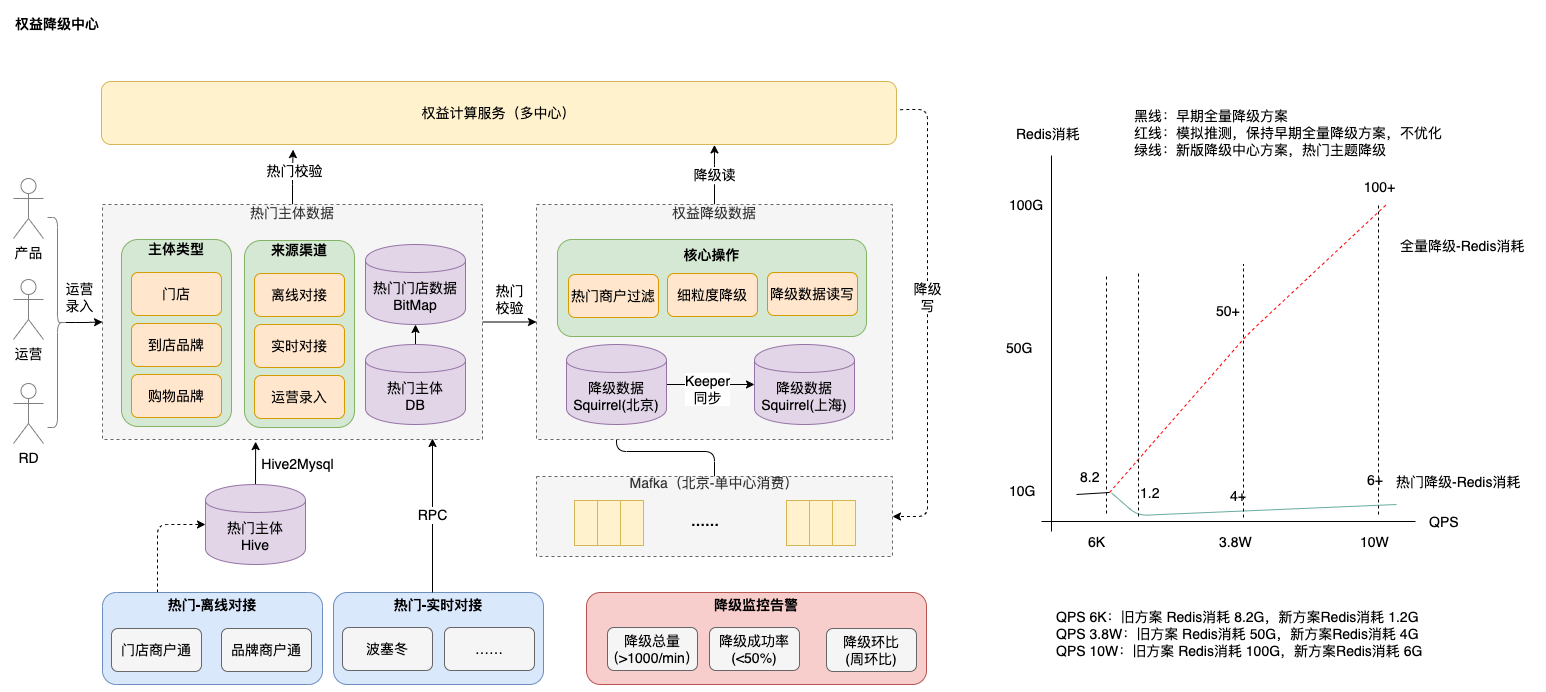 权益降级中心
权益计算服务（多中心）
热门校验
降级读
产品
运营
RD
运营
录入
热门主体数据
主体类型
门店
到店品牌
购物品牌
来源渠道
离线对接
实时对接
运营录入
热门门店数据
BitMap
热门主体
DB
热门
校验
权益降级数据
核心操作
热门商户过滤
细粒度降级
降级数据读写
降级数据
Squirrel(北京)
Keeper
同步
降级数据
Squirrel(上海)
降级
写
Hive2Mysql
热门主体
Hive
RPC
Mafka（北京-单中心消费）
......
热门-离线对接
门店商户通
品牌商户通
热门-实时对接
波塞冬
......
降级监控告警
降级总量
(>1000/min)
降级成功率
(<50%)
降级环比
(周环比)
黑线：早期全量降级方案
红线：模拟推测，保持早期全量降级方案，不优化
绿线：新版降级中心方案，热门主题降级
Redis消耗
100+
100G
全量降级-Redis消耗
50+
50G
8.2
10G
1.2
4+
6+
热门降级-Redis消耗
QPS
6K
3.8W
10W
QPS 6K：旧方案 Redis消耗 8.2G，新方案Redis消耗 1.2G
QPS 3.8W：旧方案 Redis消耗 50G，新方案Redis消耗 4G
QPS 10W：旧方案 Redis消耗 100G，新方案Redis消耗 6G